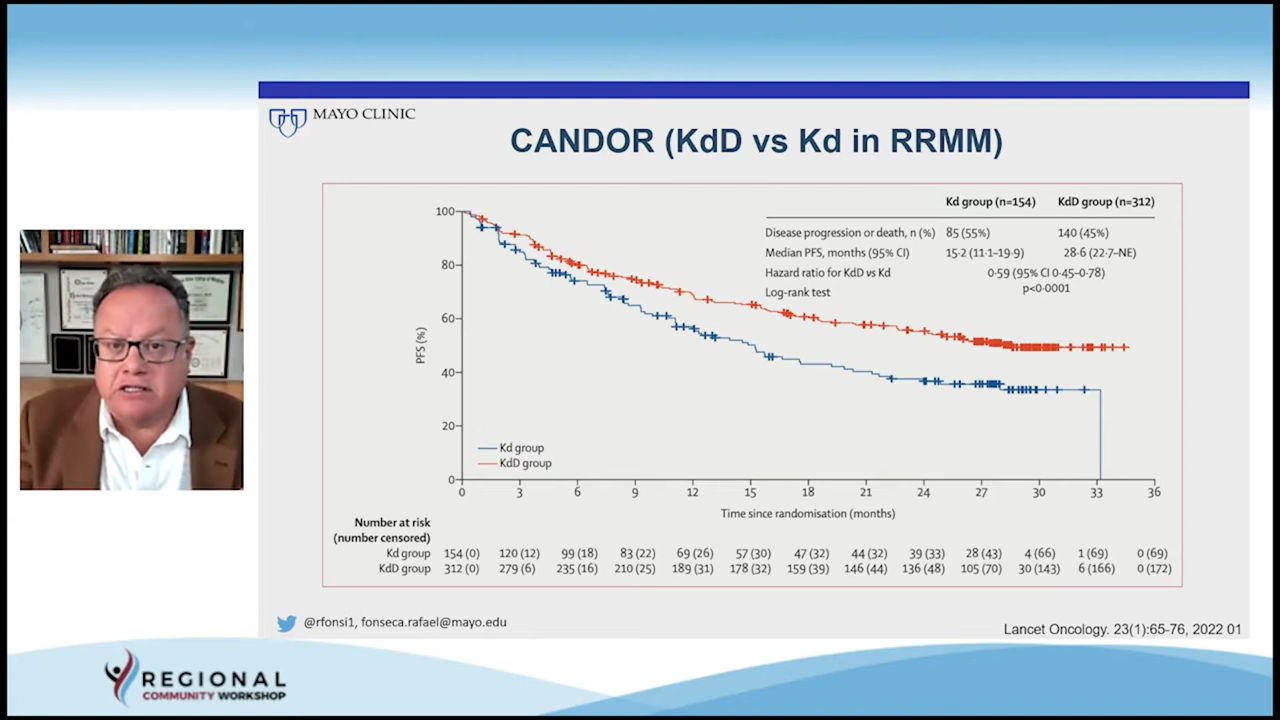 MAYO CLINIC
CANDOR (KdD vs Kd in RRMM)
Kd group (n=154) KdD group (n=312)
Disease progression or death, n (%) 85 (55%) 140 (45%)
Median PFS, months (95% CI) 15·2 (11·1–19·9) 28·6 (22·7–NE)
Hazard ratio for KdD vs Kd 0·59 (95% CI 0·45–0·78)
Log-rank test p<0·0001
100
80
60
40
20
0
PFS (%)
Kd group
KdD group
0 3 6 9 12 15 18 21 24 27 30 33 36
Time since randomisation (months)
Number at risk
(number censored)
Kd group 154 (0) 120 (12) 99 (18) 83 (22) 69 (26) 57 (30) 47 (32) 44 (32) 39 (33) 28 (43) 4 (66) 1 (69) 0 (69)
KdD group 312 (0) 279 (6) 235 (16) 210 (25) 189 (31) 178 (32) 159 (39) 146 (44) 136 (48) 105 (70) 30 (143) 6 (166) 0 (172)
@rfonsi1, fonseca.rafael@mayo.edu
Lancet Oncology. 23(1):65-76, 2022 01
REGIONAL
COMMUNITY WORKSHOP